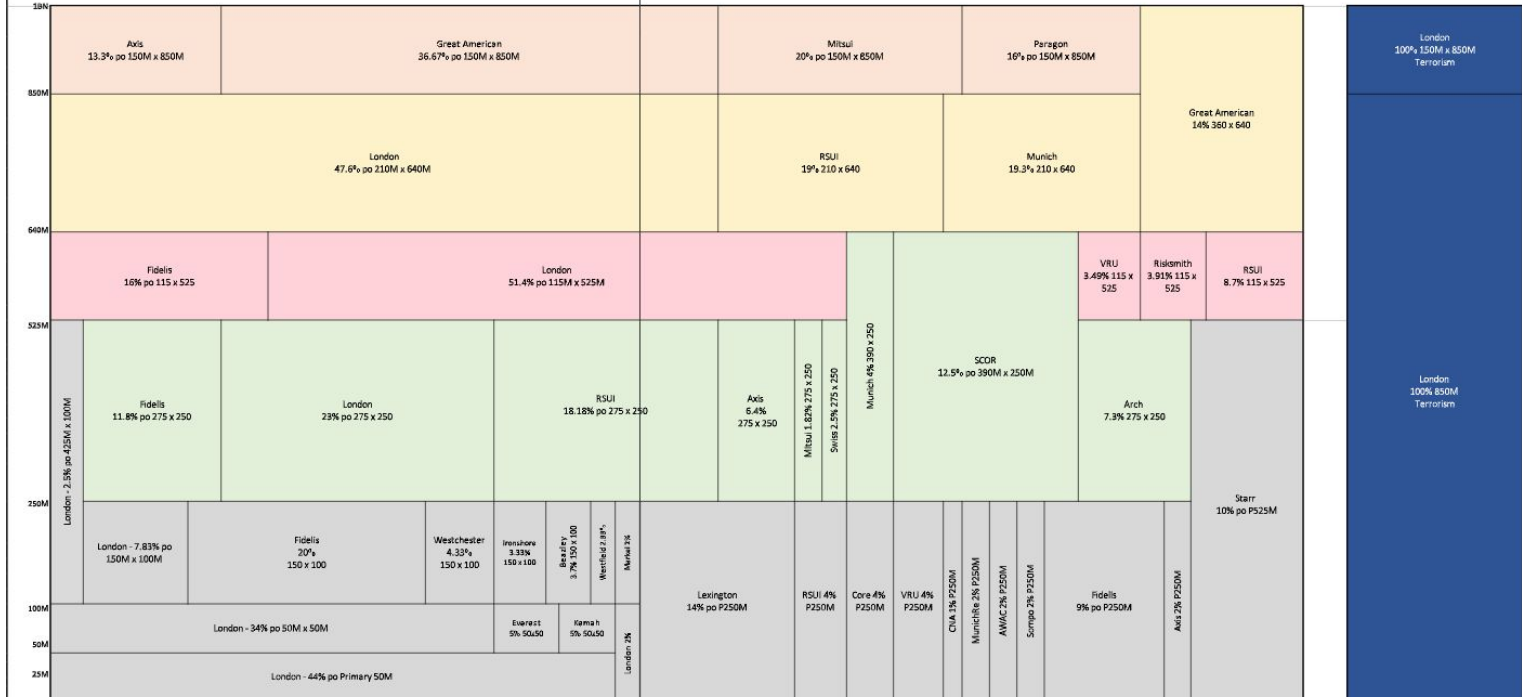 1BN
Axis
13.3% po 150M x 850M
Great American
36.67% po 150M x 850M
Mitsui
20% po 150M x 850M
Paragon
16% po 150M x 850M
Great American
14% 360 x 640
London
100% 150M x 850M
Terrorism
850M
London
47.6% po 210M x 640M
RSUI
19% 210 x 640
Munich
19.3% 210 x 640
640M
Fidelis
16% po 115 x 525
London
51.4% po 115M x 525M
Munich 4% 390 x 250
SCOR
12.5% po 390M x 250M
VRU
3.49% 115 x
525
Risksmith
3.91% 115 x
525
RSUI
8.7% 115 x 525
London
100% 850M
Terrorism
525M
London - 2.5% po 425M x 100M
Fidelis
11.8% po 275 x 250
London
23% po 275 x 250
RSUI
18.18% po 275 x 250
Axis
6.4%
275 x 250
Mitsui 1.82% 275 x 250
Swiss 2.5% 275 x 250
Arch
7.3% 275 x 250
Starr
10% po P525M
250M
London - 7.83% po
150M x 100M
Fidelis
20%
150 x 100
Westchester
4.33%
150 x 100
Ironshore
3.33%
150 x 100
Beazley
3.7% 150 x 100
Westfield
Markel
Lexington
14% po P250M
RSUI 4%
P250M
Core 4%
P250M
VRU 4%
P250M
CNA 1% P250M
MunichRe 2% P250M
AWAC 2% P250M
Sompo 2% P250M
Fidelis
9% po P250M
Axis 2% P250M
100M
London - 34% po 50M x 50M
Everest
5% 50x50
Kemah
5% 50x50
London 2%
50M
London - 44% po Primary 50M
25M